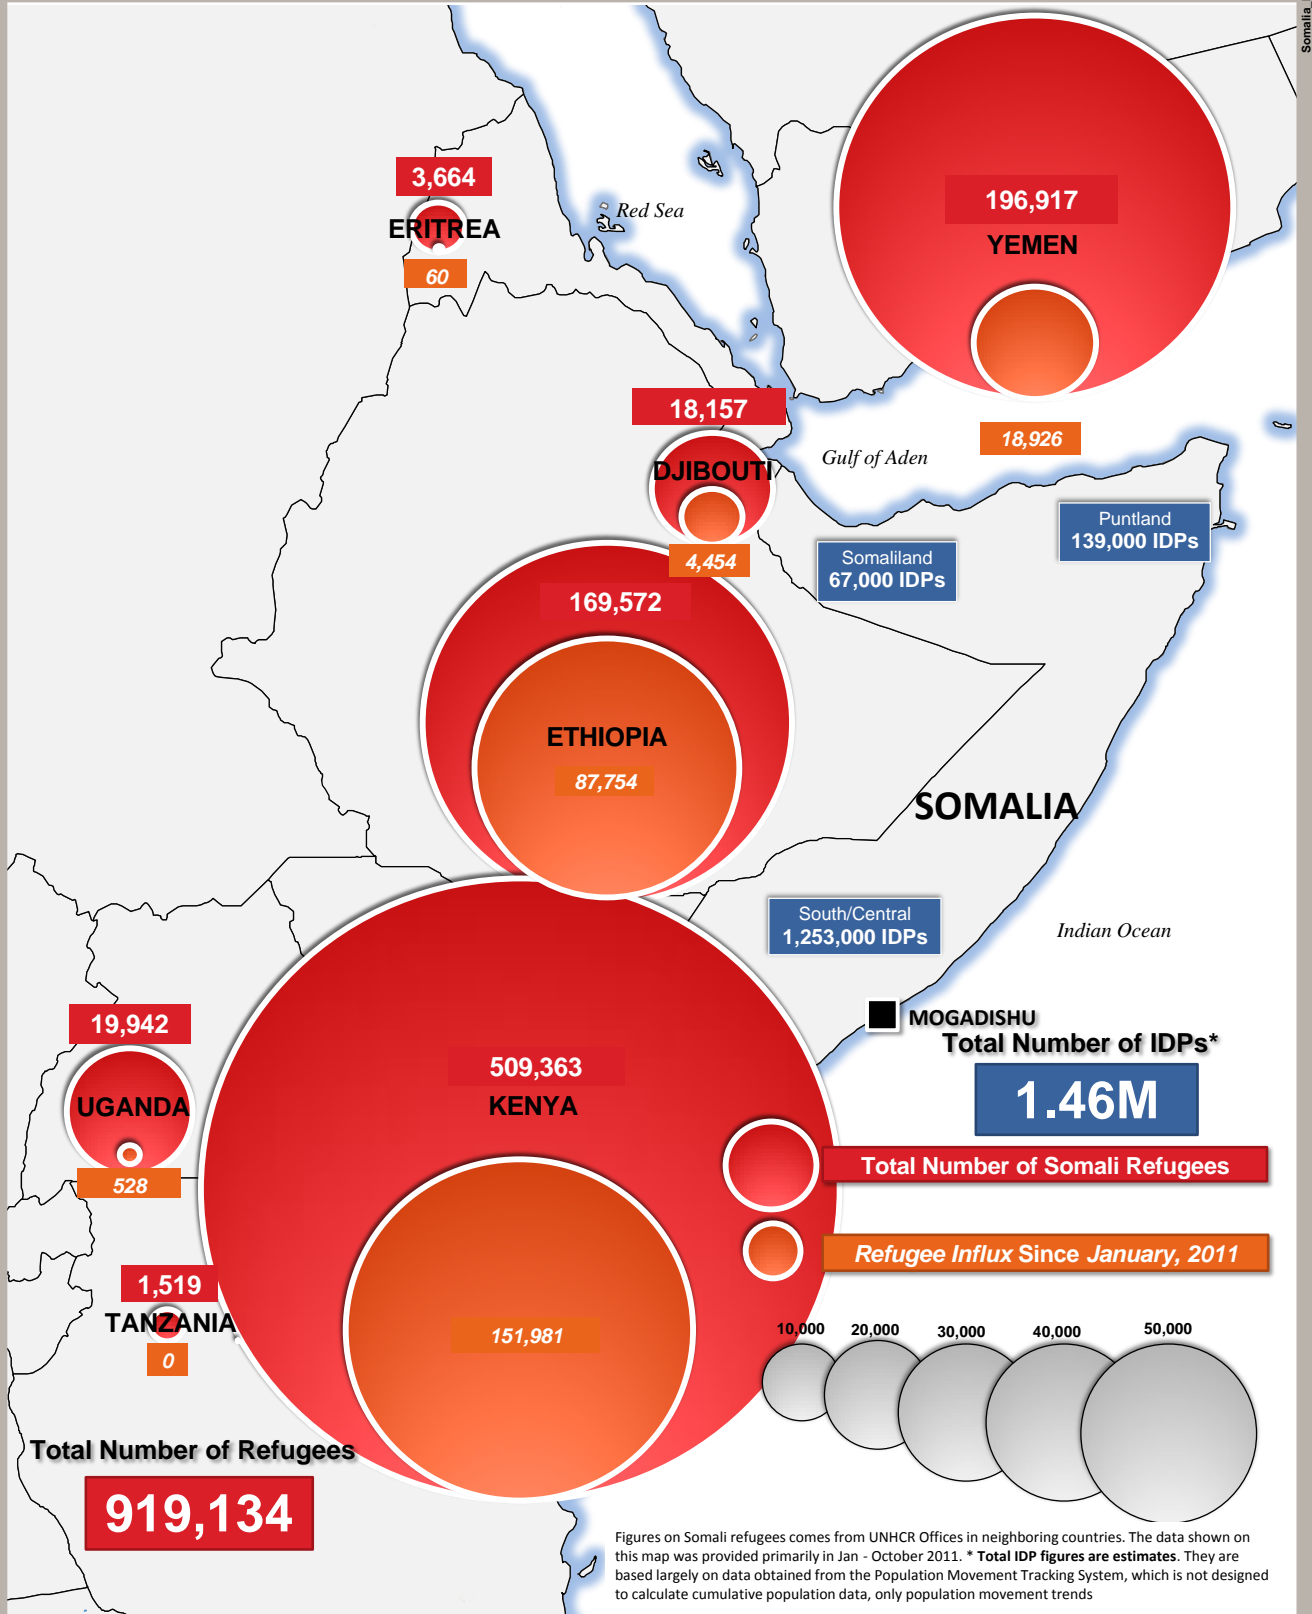 Somalia_
3,664
ERITREA
60
Red Sea
196,917
YEMEN
18,926
18,157
DJIBOUTI
4,454
Gulf of Aden
Puntland
139,000 IDPs
Somaliland
67,000 IDPs
169,572
ETHIOPIA
87,754
SOMALIA
South/Central
1,253,000 IDPs
Indian Ocean
MOGADISHU
Total Number of IDPs*
1.46M
19,942
UGANDA
528
509,363
KENYA
151,981
Total Number of Somali Refugees
Refugee Influx Since January, 2011
1,519
TANZANIA
0
10,000 20,000 30,000 40,000 50,000
Total Number of Refugees
919,134
Figures on Somali refugees comes from UNHCR Offices in neighboring countries. The data shown on
this map was provided primarily in Jan - October 2011. * Total IDP figures are estimates. They are
based largely on data obtained from the Population Movement Tracking System, which is not designed
to calculate cumulative population data, only population movement trends